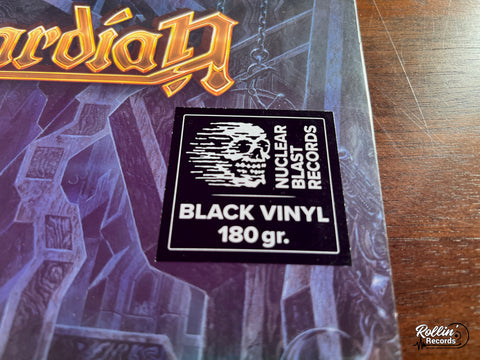 ardian
NUCLEAR
BLAST
RECORDS
BLACK VINYL
180 gr.
Rollin'
Records